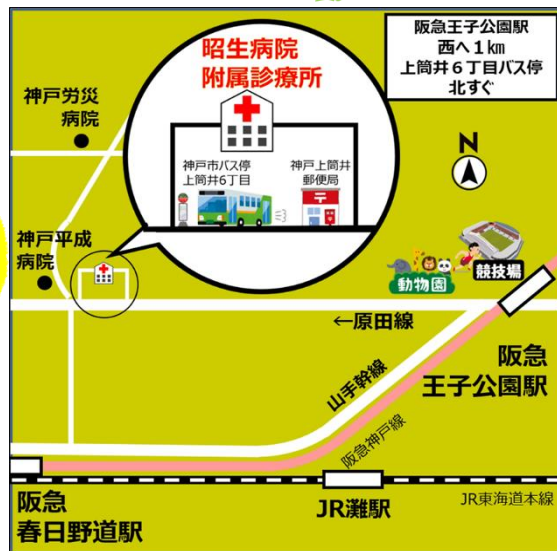 阪急王子公園駅
西へ１㎞
上筒井６丁目バス停
北すぐ
昭生病院
附属診療所
神戸市バス停
上筒井6丁目
神戸上筒井
郵便局
〒
神戸労災
病院
N
神戸平成
病院
動物園
競技場
←原田線
阪急
王子公園駅
山手幹線
阪急神戸線
阪急
春日野道駅
JR灘駅
JR東海道本線